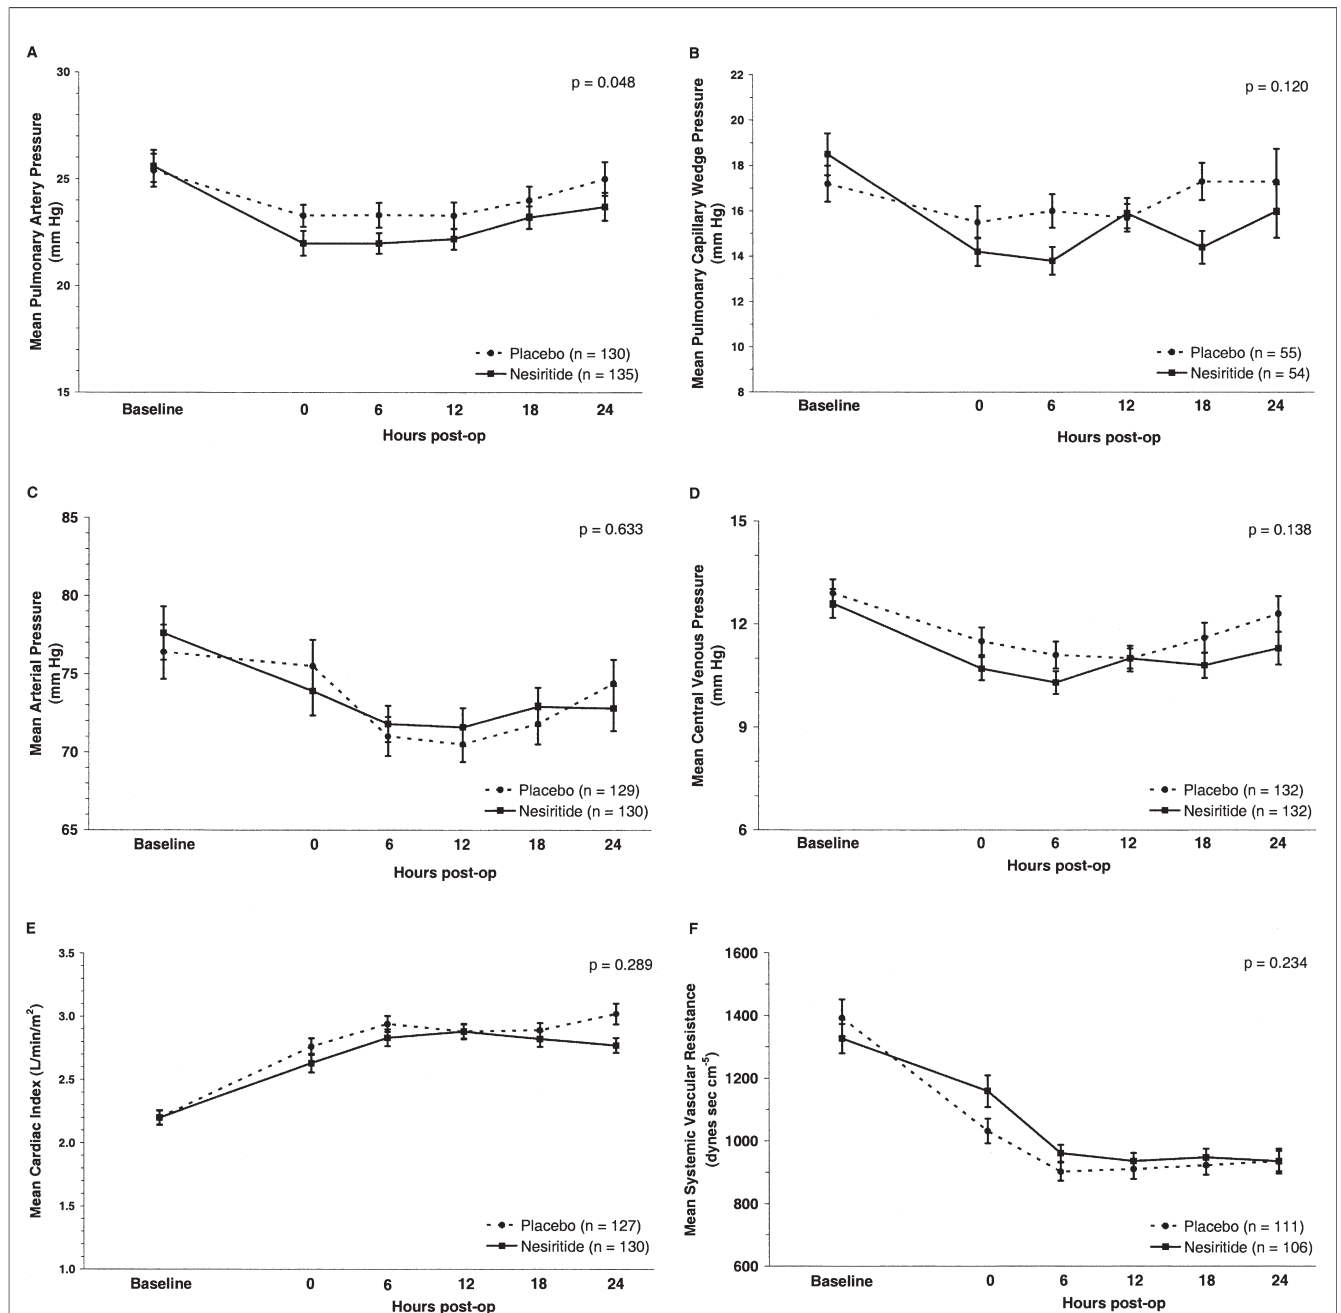 A
p = 0.048
Mean Pulmonary Artery Pressure
(mm Hg)
30
25
20
15
Placebo (n = 130)
Nesiritide (n = 135)
Baseline 0 6 12 18 24
Hours post-op
B
p = 0.120
Mean Pulmonary Capillary Wedge Pressure
(mm Hg)
22
20
18
16
14
12
10
8
Placebo (n = 55)
Nesiritide (n = 54)
Baseline 0 6 12 18 24
Hours post-op
C
p = 0.633
Mean Arterial Pressure
(mm Hg)
85
80
75
70
65
Placebo (n = 129)
Nesiritide (n = 130)
Baseline 0 6 12 18 24
Hours post-op
D
p = 0.138
Mean Central Venous Pressure
(mm Hg)
15
12
9
6
Placebo (n = 132)
Nesiritide (n = 132)
Baseline 0 6 12 18 24
Hours post-op
E
p = 0.289
Mean Cardiac Index (L/min/m²)
3.5
3.0
2.5
2.0
1.5
1.0
Placebo (n = 127)
Nesiritide (n = 130)
Baseline 0 6 12 18 24
Hours post-op
F
p = 0.234
Mean Systemic Vascular Resistance
(dynes sec cm⁻⁵)
1600
1400
1200
1000
800
600
Placebo (n = 111)
Nesiritide (n = 106)
Baseline 0 6 12 18 24
Hours post-op